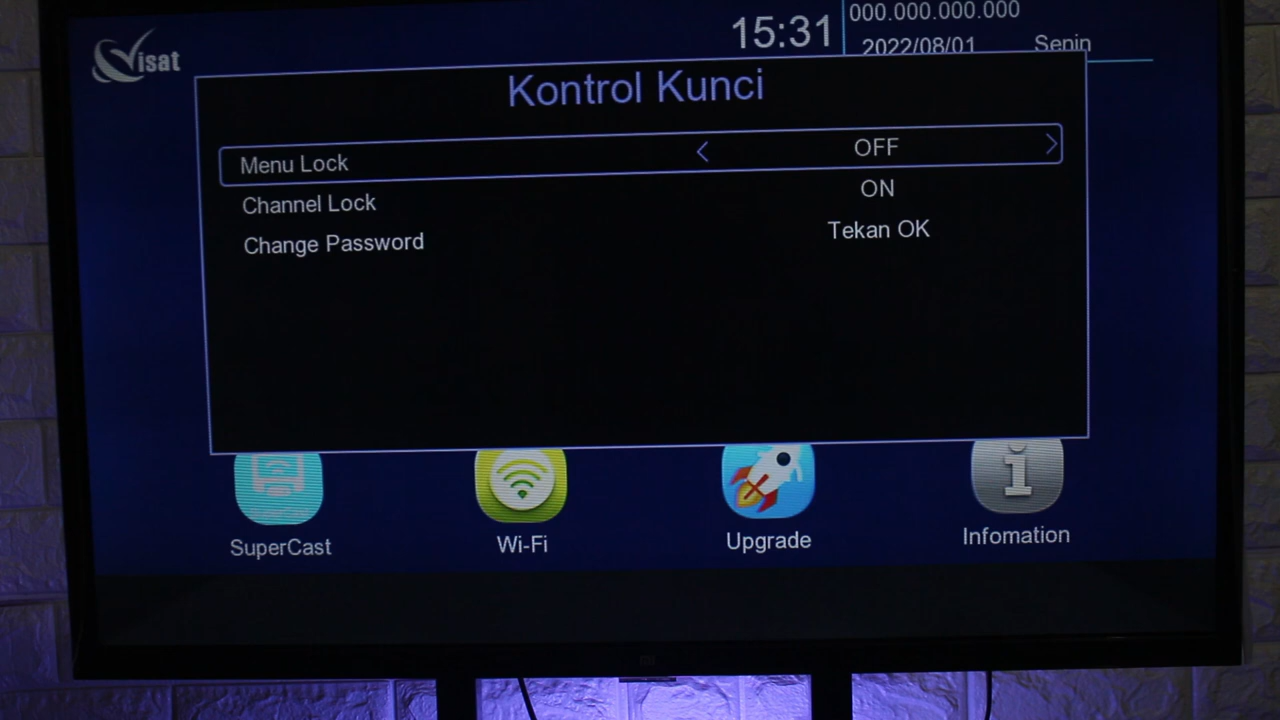 Visat
15:31
000.000.000.000
2022/08/01 Senin
Kontrol Kunci
Menu Lock < OFF >
Channel Lock ON
Change Password Tekan OK
SuperCast
Wi-Fi
Upgrade
Infomation